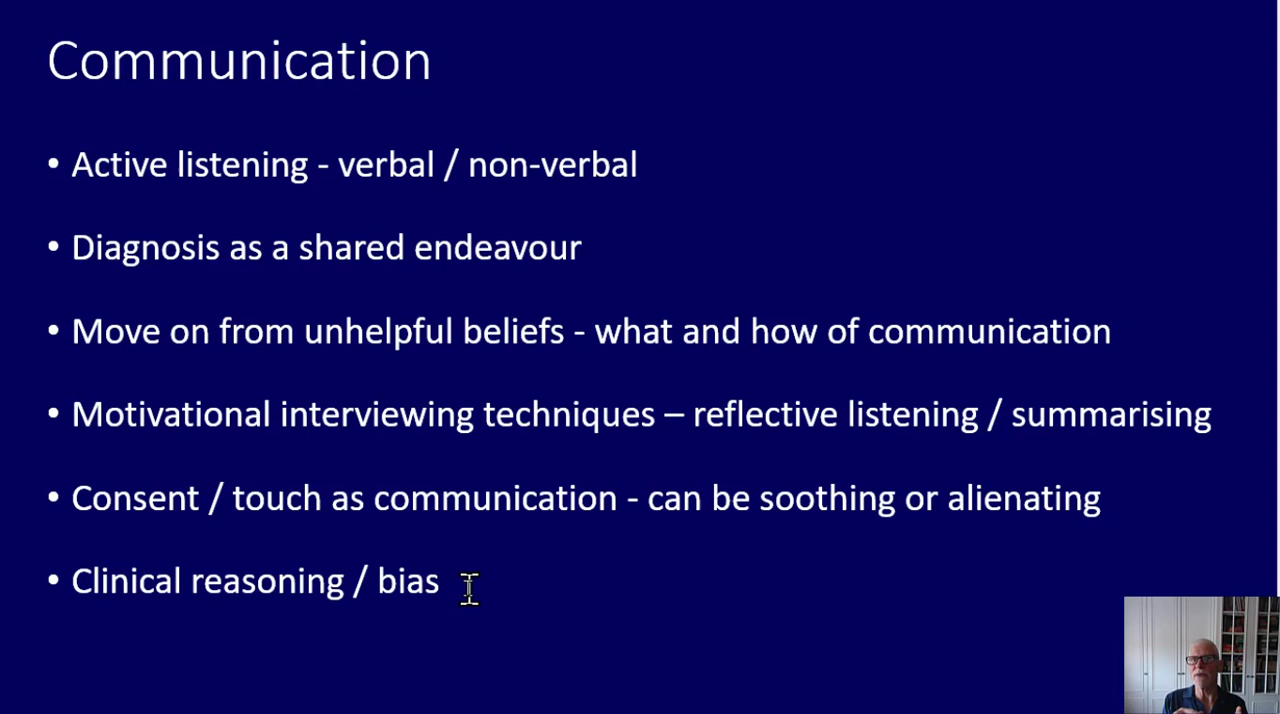 Communication
• Active listening - verbal / non-verbal
• Diagnosis as a shared endeavour
• Move on from unhelpful beliefs - what and how of communication
• Motivational interviewing techniques – reflective listening / summarising
• Consent / touch as communication - can be soothing or alienating
• Clinical reasoning / bias